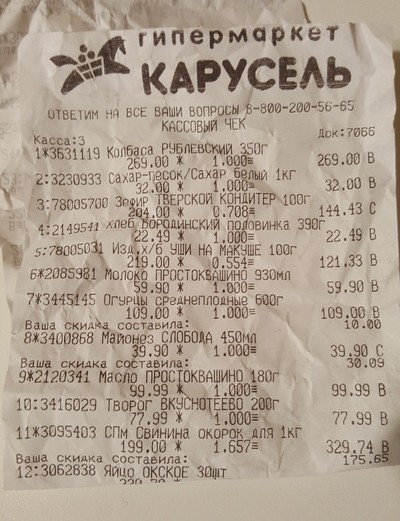 гипермаркет
КАРУСЕЛЬ
ОТВЕТИМ НА ВСЕ ВАШИ ВОПРОСЫ 8-800-200-56-65
КАССОВЫЙ ЧЕК
Касса:3 Док:7066
1*3631119 Колбаса РУБЛЕВСКИЙ 350г
269.00 * 1.000= 269.00 В
2:3230933 Сахар-песок/Сахар белый 1кг
32.00 * 1.000= 32.00 В
3:78005700 Зефир ТВЕРСКОЙ КОНДИТЕР 100г
204.00 * 0.708= 144.43 С
4:2149541 Хлеб БОРОДИНСКИЙ половинка 390г
22.49 * 1.000= 22.49 В
5:78005031 Изд.х/б УШИ НА МАКУШЕ 100г
219.00 * 0.554= 121.33 В
6*2085981 Молоко ПРОСТОКВАШИНО 930мл
59.90 * 1.000= 59.90 В
7*3445145 Огурцы среднеплодные 600г
109.00 * 1.000= 109.00 В
Ваша скидка составила: 10.00
8*3400868 Майонез СЛОБОДА 450мл
39.90 * 1.000= 39.90 С
Ваша скидка составила: 30.09
9*2120341 Масло ПРОСТОКВАШИНО 180г
99.99 * 1.000= 99.99 В
10:3416029 Творог ВКУСНОТЕЕВО 200г
77.99 * 1.000= 77.99 В
11*3095403 СПм Свинина окорок для 1кг
199.00 * 1.657= 329.74 В
Ваша скидка составила: 175.65
12:3062838 Яйцо ОКСКОЕ 30шт